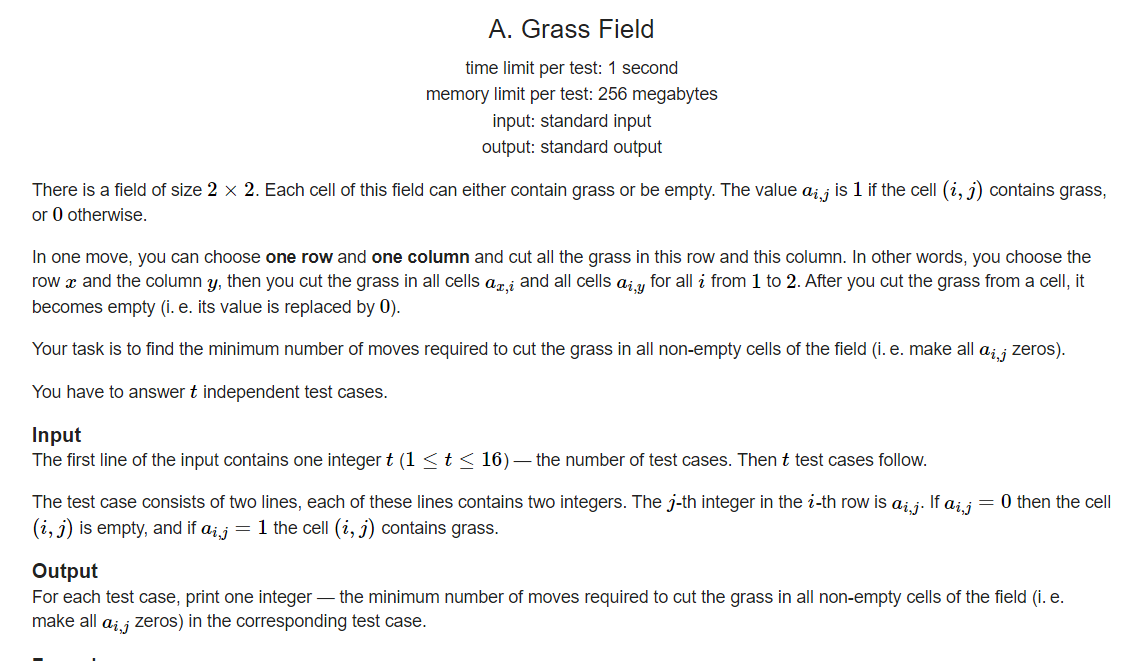 A. Grass Field
time limit per test: 1 second
memory limit per test: 256 megabytes
input: standard input
output: standard output
There is a field of size 2 × 2. Each cell of this field can either contain grass or be empty. The value a_{i,j} is 1 if the cell (i, j) contains grass,
or 0 otherwise.
In one move, you can choose one row and one column and cut all the grass in this row and this column. In other words, you choose the
row x and the column y, then you cut the grass in all cells a_{x,i} and all cells a_{i,y} for all i from 1 to 2. After you cut the grass from a cell, it
becomes empty (i. e. its value is replaced by 0).
Your task is to find the minimum number of moves required to cut the grass in all non-empty cells of the field (i. e. make all a_{i,j} zeros).
You have to answer t independent test cases.
Input
The first line of the input contains one integer t (1 ≤ t ≤ 16) — the number of test cases. Then t test cases follow.
The test case consists of two lines, each of these lines contains two integers. The j-th integer in the i-th row is a_{i,j}. If a_{i,j} = 0 then the cell
(i, j) is empty, and if a_{i,j} = 1 the cell (i, j) contains grass.
Output
For each test case, print one integer — the minimum number of moves required to cut the grass in all non-empty cells of the field (i. e.
make all a_{i,j} zeros) in the corresponding test case.